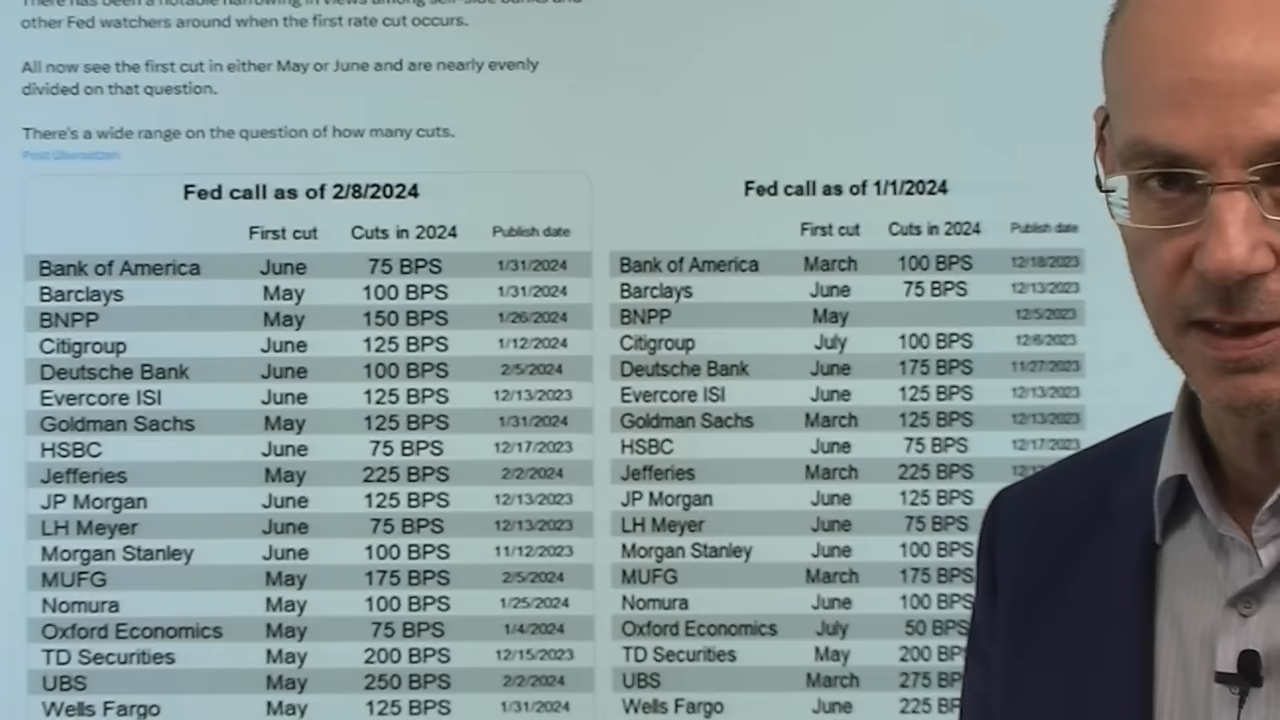 There has been a notable narrowing in views among sell-side banks and
other Fed watchers around when the first rate cut occurs.
All now see the first cut in either May or June and are nearly evenly
divided on that question.
There's a wide range on the question of how many cuts.
Post übersetzen
Fed call as of 2/8/2024
First cut Cuts in 2024 Publish date
Bank of America June 75 BPS 1/31/2024
Barclays May 100 BPS 1/31/2024
BNPP May 150 BPS 1/26/2024
Citigroup June 125 BPS 1/12/2024
Deutsche Bank June 100 BPS 2/5/2024
Evercore ISI June 125 BPS 12/13/2023
Goldman Sachs May 125 BPS 1/31/2024
HSBC June 75 BPS 12/17/2023
Jefferies May 225 BPS 2/2/2024
JP Morgan June 125 BPS 12/13/2023
LH Meyer June 75 BPS 12/13/2023
Morgan Stanley June 100 BPS 11/12/2023
MUFG May 175 BPS 2/5/2024
Nomura May 100 BPS 1/25/2024
Oxford Economics May 75 BPS 1/4/2024
TD Securities May 200 BPS 12/15/2023
UBS May 250 BPS 2/2/2024
Wells Fargo May 125 BPS 1/31/2024
Fed call as of 1/1/2024
First cut Cuts in 2024 Publish date
Bank of America March 100 BPS 12/18/2023
Barclays June 75 BPS 12/13/2023
BNPP May 12/5/2023
Citigroup July 100 BPS 12/6/2023
Deutsche Bank June 175 BPS 11/27/2023
Evercore ISI June 125 BPS 12/13/2023
Goldman Sachs March 125 BPS 12/13/2023
HSBC June 75 BPS 12/17/2023
Jefferies March 225 BPS
JP Morgan June 125 BPS
LH Meyer June 75 BPS
Morgan Stanley June 100 BPS
MUFG March 175 BPS
Nomura June 100 BPS
Oxford Economics July 50 BPS
TD Securities May 200 BP
UBS March 275 BP
Wells Fargo June 225 BP